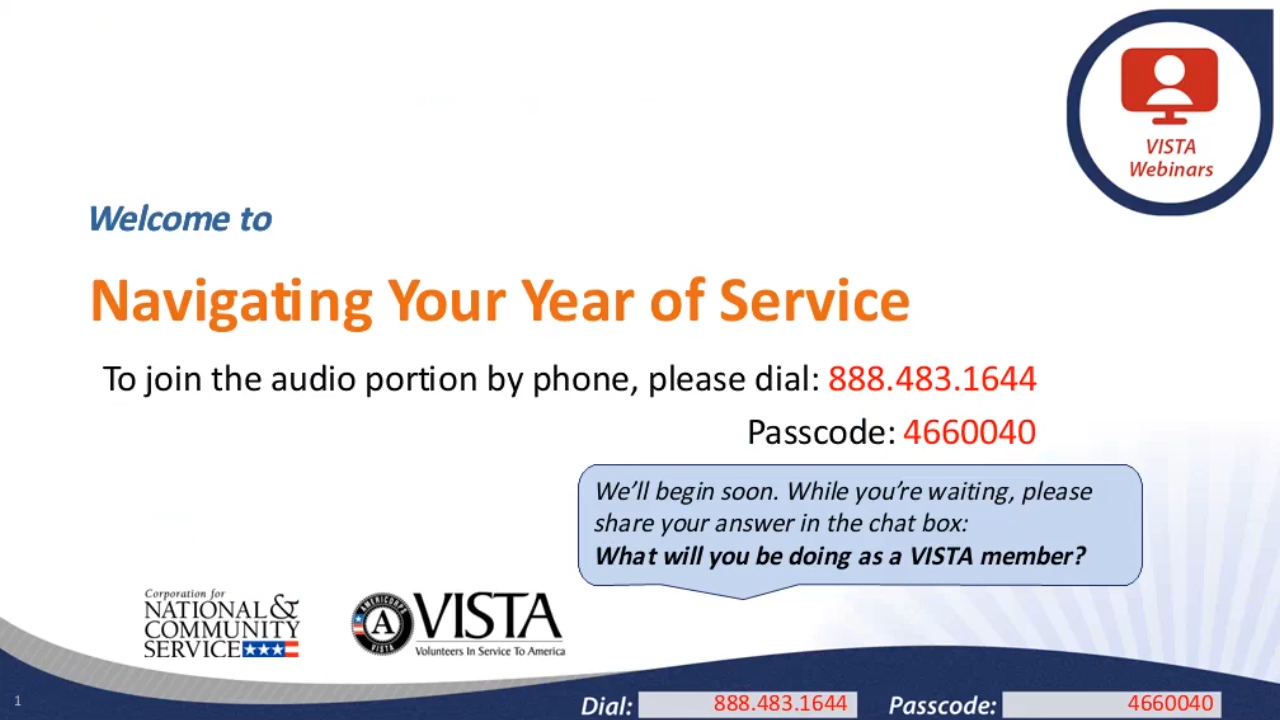 VISTA
Webinars
Welcome to
Navigating Your Year of Service
To join the audio portion by phone, please dial: 888.483.1644
Passcode: 4660040
We’ll begin soon. While you’re waiting, please
share your answer in the chat box:
What will you be doing as a VISTA member?
Corporation for
NATIONAL&
COMMUNITY
SERVICE
AMERICORPS
A
VISTA
VISTA
Volunteers In Service To America
1
Dial: 888.483.1644 Passcode: 4660040